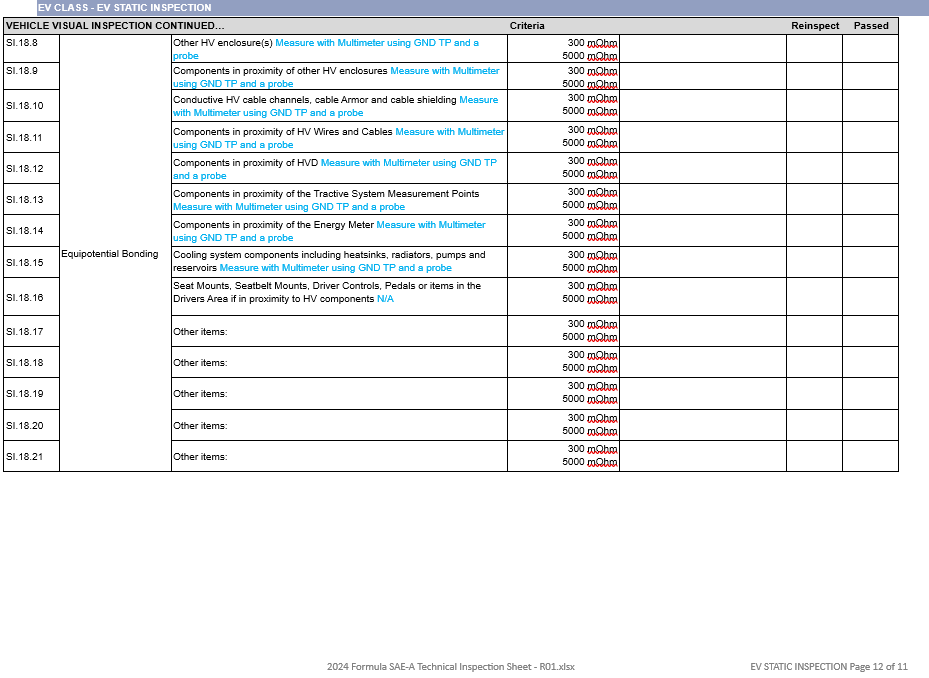 EV CLASS - EV STATIC INSPECTION
VEHICLE VISUAL INSPECTION CONTINUED... Criteria Reinspect Passed
SI.18.8 Other HV enclosure(s) Measure with Multimeter using GND TP and a 300 mOhm
probe 5000 mOhm
SI.18.9 Components in proximity of other HV enclosures Measure with Multimeter 300 mOhm
using GND TP and a probe 5000 mOhm
SI.18.10 Conductive HV cable channels, cable Armor and cable shielding Measure 300 mOhm
with Multimeter using GND TP and a probe 5000 mOhm
SI.18.11 Components in proximity of HV Wires and Cables Measure with Multimeter 300 mOhm
using GND TP and a probe 5000 mOhm
SI.18.12 Components in proximity of HVD Measure with Multimeter using GND TP 300 mOhm
and a probe 5000 mOhm
SI.18.13 Components in proximity of the Tractive System Measurement Points 300 mOhm
Measure with Multimeter using GND TP and a probe 5000 mOhm
SI.18.14 Components in proximity of the Energy Meter Measure with Multimeter 300 mOhm
using GND TP and a probe 5000 mOhm
Equipotential Bonding
SI.18.15 Cooling system components including heatsinks, radiators, pumps and 300 mOhm
reservoirs Measure with Multimeter using GND TP and a probe 5000 mOhm
SI.18.16 Seat Mounts, Seatbelt Mounts, Driver Controls, Pedals or items in the 300 mOhm
Drivers Area if in proximity to HV components N/A 5000 mOhm
SI.18.17 Other items: 300 mOhm
5000 mOhm
SI.18.18 Other items: 300 mOhm
5000 mOhm
SI.18.19 Other items: 300 mOhm
5000 mOhm
SI.18.20 Other items: 300 mOhm
5000 mOhm
SI.18.21 Other items: 300 mOhm
5000 mOhm
2024 Formula SAE-A Technical Inspection Sheet - R01.xlsx EV STATIC INSPECTION Page 12 of 11